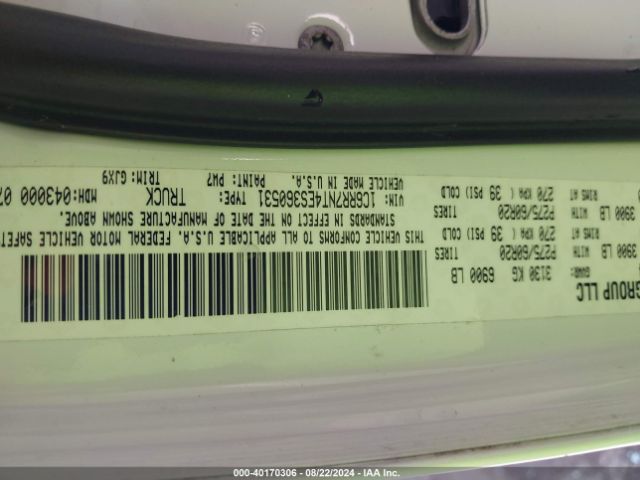 GROUP LLC
GVWR: 3130 KG 6900 LB
3900 LB WITH P275/60R20 TIRES
RIMS AT 270 KPA ( 39 PSI) COLD
3900 LB WITH P275/60R20 TIRES
RIMS AT 270 KPA ( 39 PSI) COLD
THIS VEHICLE CONFORMS TO ALL APPLICABLE U.S.A. FEDERAL MOTOR VEHICLE SAFET
STANDARDS IN EFFECT ON THE DATE OF MANUFACTURE SHOWN ABOVE.
VIN: 1C6RR7NT4ES360531 TYPE: TRUCK MDH:043000 07
VEHICLE MADE IN U.S.A. PAINT: PW7 TRIM: GJX9
000-40170306 - 08/22/2024 - IAA Inc.